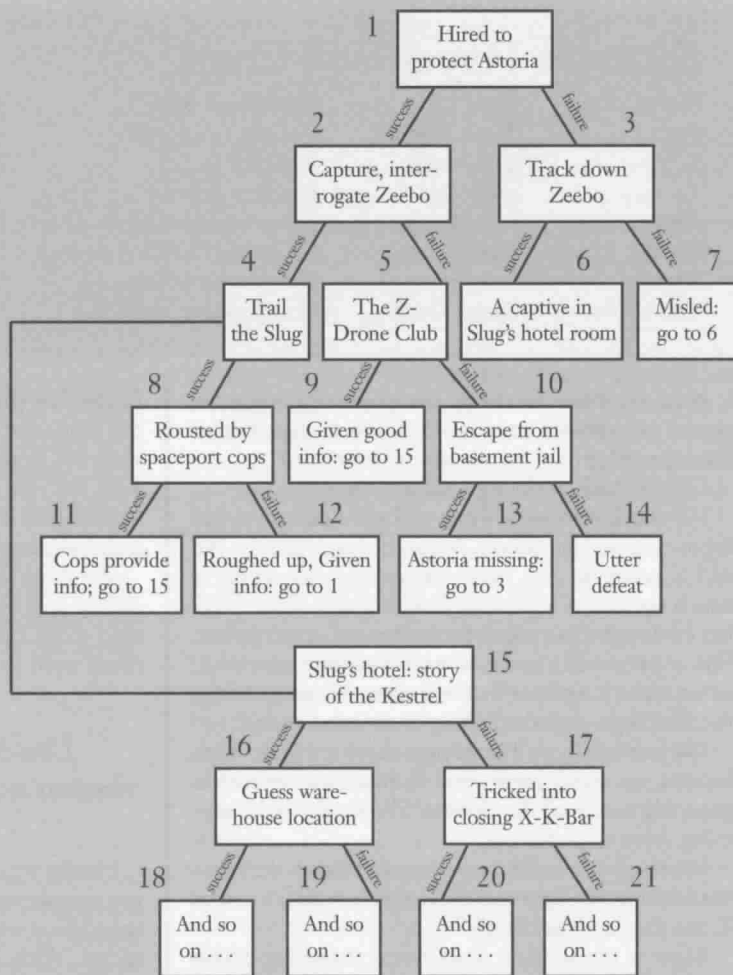 1
Hired to
protect Astoria
success
failure
2
3
Capture, inter-
rogate Zeebo
Track down
Zeebo
success
failure
success
failure
4
5
6
7
Trail
the Slug
The Z-
Drone Club
A captive in
Slug's hotel room
Misled:
go to 6
success
success
failure
8
9
10
Rousted by
spaceport cops
Given good
info: go to 15
Escape from
basement jail
success
failure
success
failure
11
12
13
14
Cops provide
info; go to 15
Roughed up, Given
info: go to 1
Astoria missing:
go to 3
Utter
defeat
15
Slug's hotel: story
of the Kestrel
success
failure
16
17
Guess ware-
house location
Tricked into
closing X-K-Bar
success
failure
success
failure
18
19
20
21
And so
on . . .
And so
on . . .
And so
on . . .
And so
on . . .